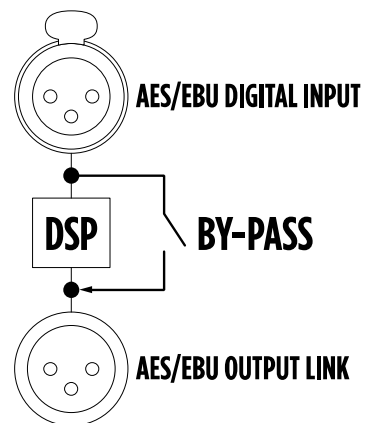 AES/EBU DIGITAL INPUT
DSP
BY-PASS
AES/EBU OUTPUT LINK